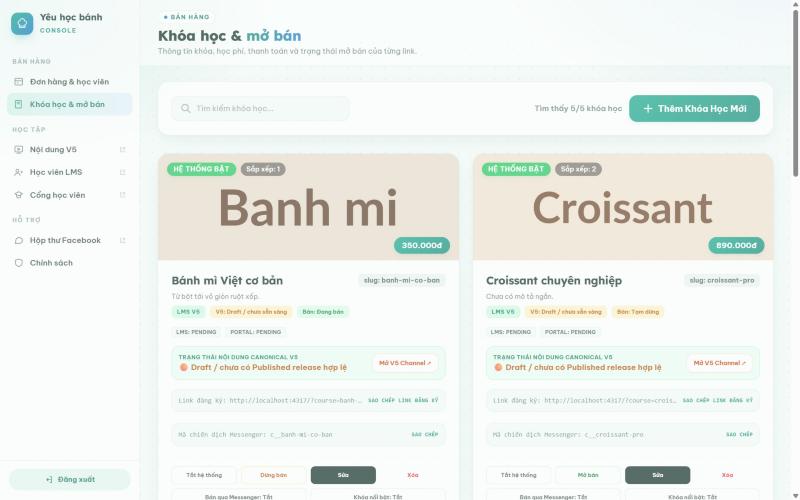 Yêu học bánh
CONSOLE
BÁN HÀNG
Đơn hàng & học viên
Khóa học & mở bán
HỌC TẬP
Nội dung V5
Học viên LMS
Cổng học viên
HỖ TRỢ
Hộp thư Facebook
Chính sách
Đăng xuất
BÁN HÀNG
Khóa học & mở bán
Thông tin khóa, học phí, thanh toán và trạng thái mở bán của từng link.
Tìm kiếm khóa học...
Tìm thấy 5/5 khóa học
Thêm Khóa Học Mới
HỆ THỐNG BẬT
Sắp xếp: 1
Banh mi
350.000đ
Bánh mì Việt cơ bản
slug: banh-mi-co-ban
Từ bột tới vỏ giòn ruột xốp.
LMS V5
V5: Draft / chưa sẵn sàng
Bán: Đang bán
LMS: PENDING
PORTAL: PENDING
TRẠNG THÁI NỘI DUNG CANONICAL V5
Draft / chưa có Published release hợp lệ
Mở V5 Channel ↗
Link đăng ký: http://localhost:4317/?course=banh-…
SAO CHÉP LINK ĐĂNG KÝ
Mã chiến dịch Messenger: c__banh-mi-co-ban
SAO CHÉP
Tắt hệ thống
Dừng bán
Sửa
Xóa
Bán qua Messenger: Tắt
Khóa nổi bật: Tắt
HỆ THỐNG BẬT
Sắp xếp: 2
Croissant
890.000đ
Croissant chuyên nghiệp
slug: croissant-pro
Chưa có mô tả ngắn.
LMS V5
V5: Draft / chưa sẵn sàng
Bán: Tạm dừng
LMS: PENDING
PORTAL: PENDING
TRẠNG THÁI NỘI DUNG CANONICAL V5
Draft / chưa có Published release hợp lệ
Mở V5 Channel ↗
Link đăng ký: http://localhost:4317/?course=crois…
SAO CHÉP LINK ĐĂNG KÝ
Mã chiến dịch Messenger: c__croissant-pro
SAO CHÉP
Tắt hệ thống
Mở bán
Sửa
Xóa
Bán qua Messenger: Tắt
Khóa nổi bật: Tắt